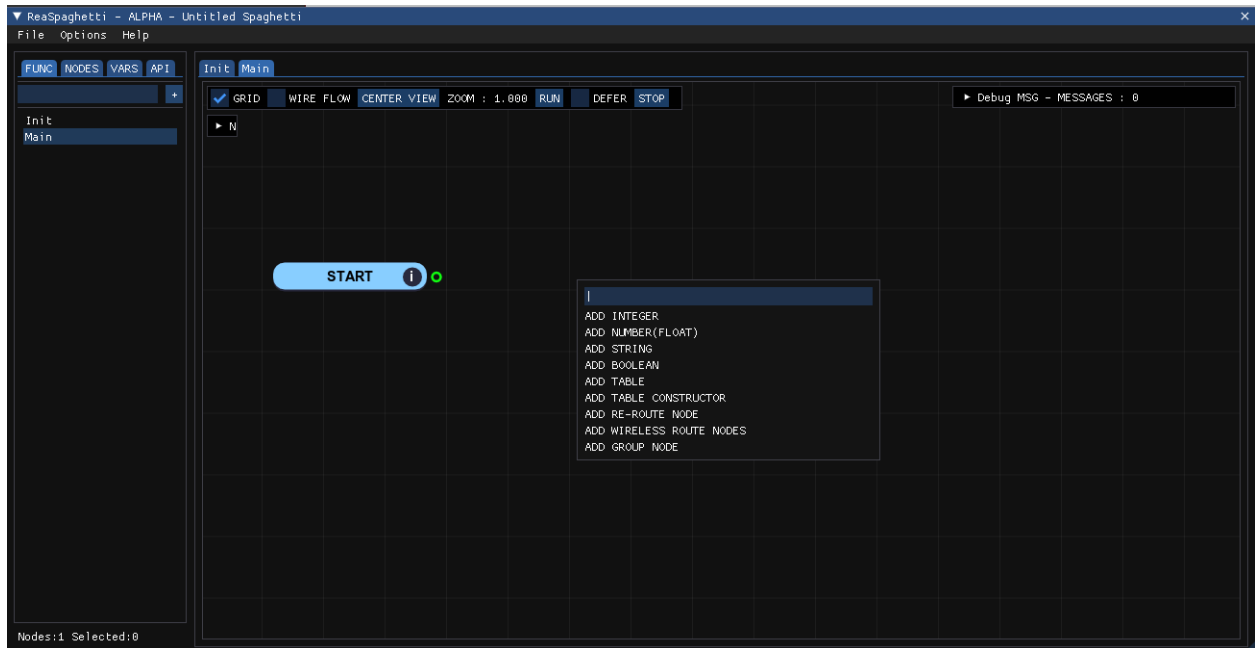 ▼ ReaSpaghetti - ALPHA - Untitled Spaghetti ×
File Options Help
FUNC NODES VARS API
+
Init
Main
Init Main
GRID WIRE FLOW CENTER VIEW ZOOM : 1.000 RUN DEFER STOP
► Debug MSG - MESSAGES : 0
► N
START i
ADD INTEGER
ADD NUMBER(FLOAT)
ADD STRING
ADD BOOLEAN
ADD TABLE
ADD TABLE CONSTRUCTOR
ADD RE-ROUTE NODE
ADD WIRELESS ROUTE NODES
ADD GROUP NODE
Nodes:1 Selected:0